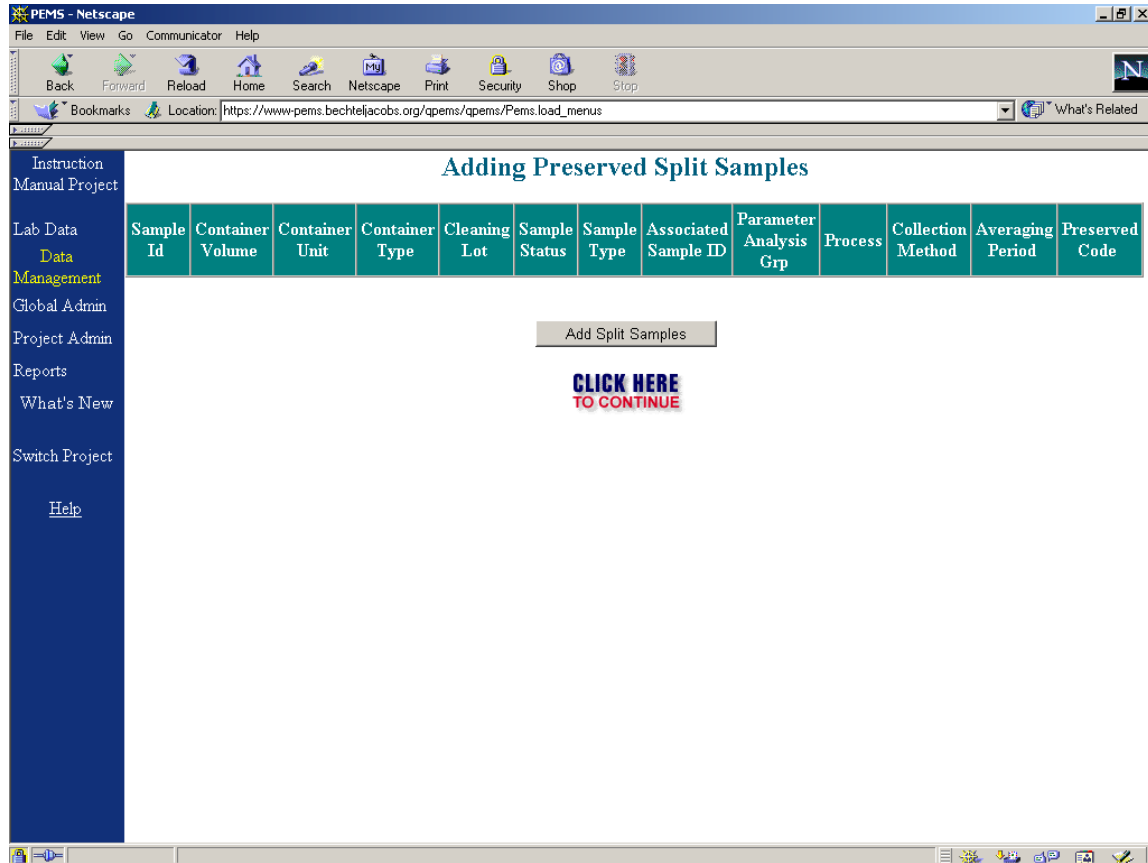 PEMS - Netscape
File Edit View Go Communicator Help
My
Back Forward Reload Home Search Netscape Print Security Shop Stop
N
Bookmarks Location: https://www-pems.bechteljacobs.org/qpems/qpems/Pems.load_menus What's Related
Instruction
Manual Project
Lab Data
Data
Management
Global Admin
Project Admin
Reports
What's New
Switch Project
Help
Adding Preserved Split Samples
Sample Id
Container Volume
Container Unit
Container Type
Cleaning Lot
Sample Status
Sample Type
Associated Sample ID
Parameter Analysis Grp
Process
Collection Method
Averaging Period
Preserved Code
Add Split Samples
CLICK HERE
TO CONTINUE